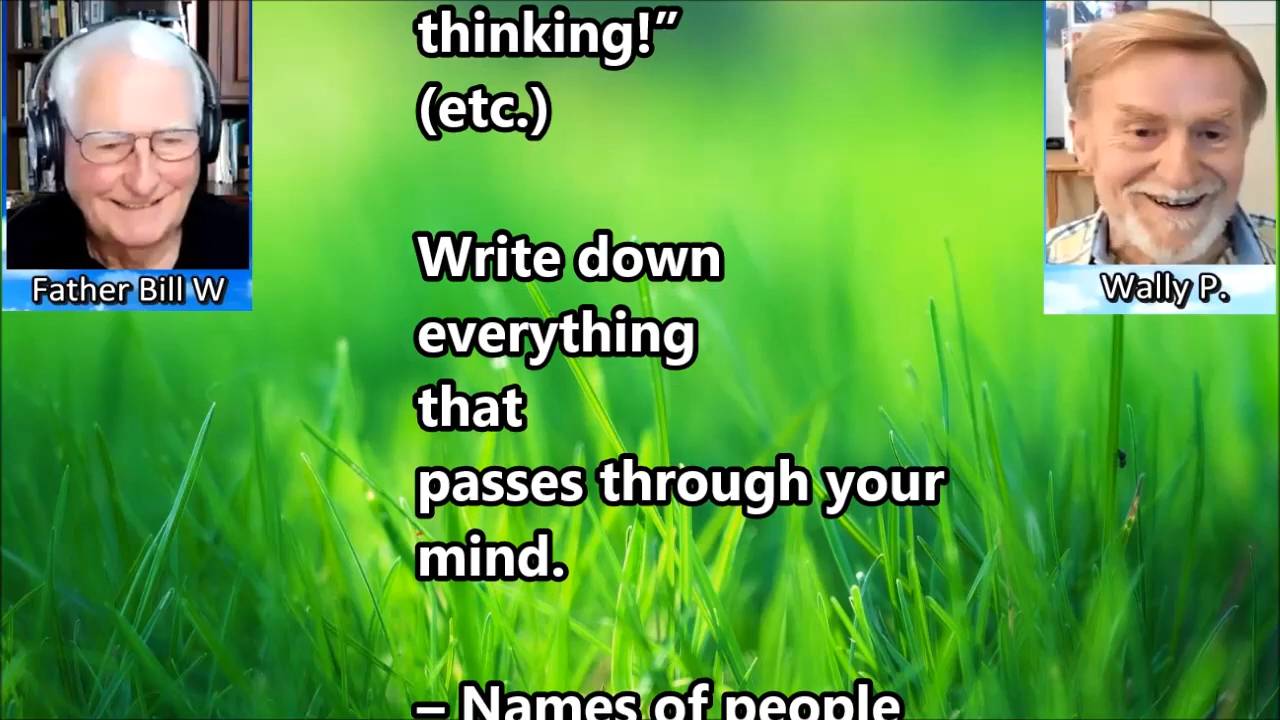 thinking!”
(etc.)
Write down
everything
that
passes through your
mind.
– Names of people
Father Bill W
Wally P.